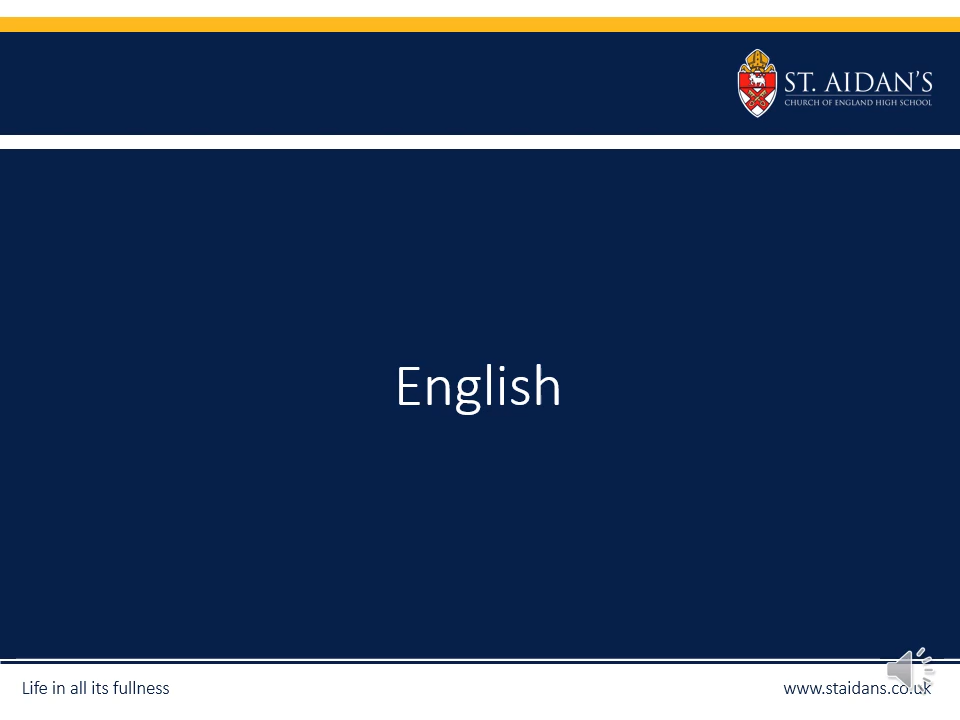 ST. AIDAN'S
CHURCH OF ENGLAND HIGH SCHOOL
English
Life in all its fullness
www.staidans.co.uk